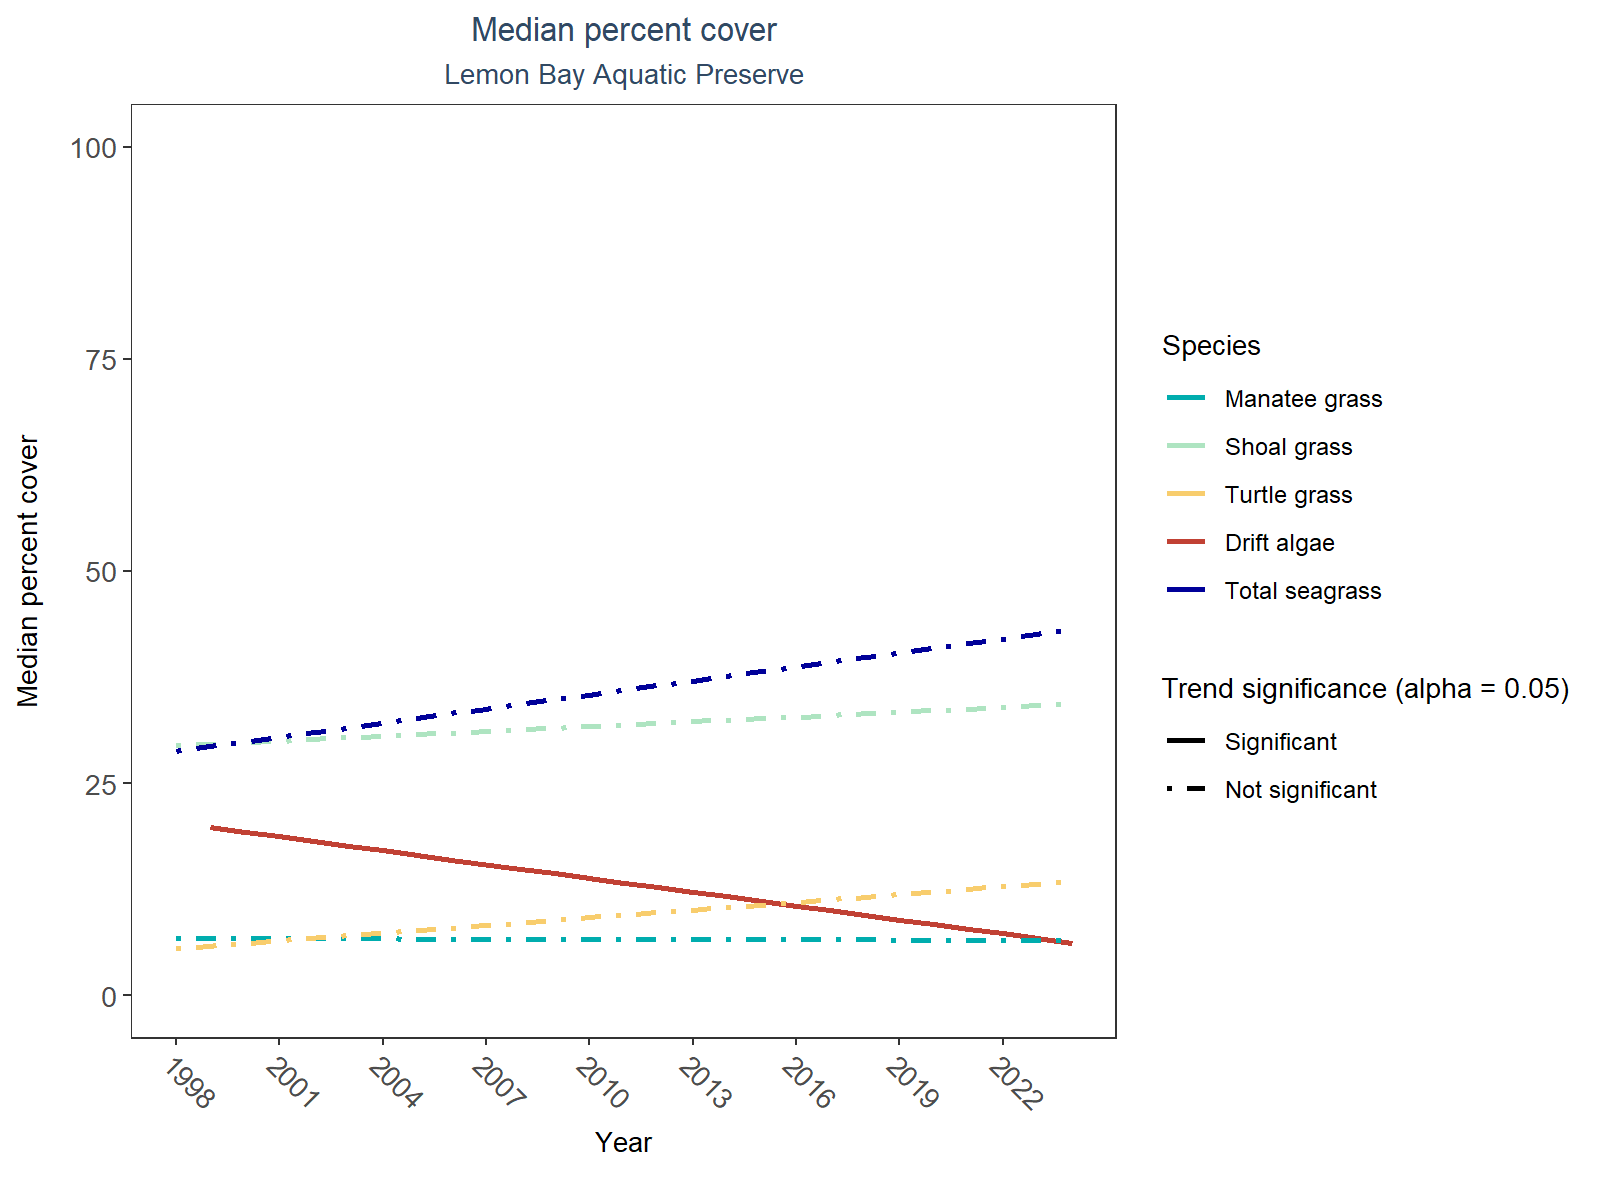 Median percent cover
Lemon Bay Aquatic Preserve
Median percent cover
100
75
50
25
0
1998
2001
2004
2007
2010
2013
2016
2019
2022
Year
Species
Manatee grass
Shoal grass
Turtle grass
Drift algae
Total seagrass
Trend significance (alpha = 0.05)
Significant
Not significant